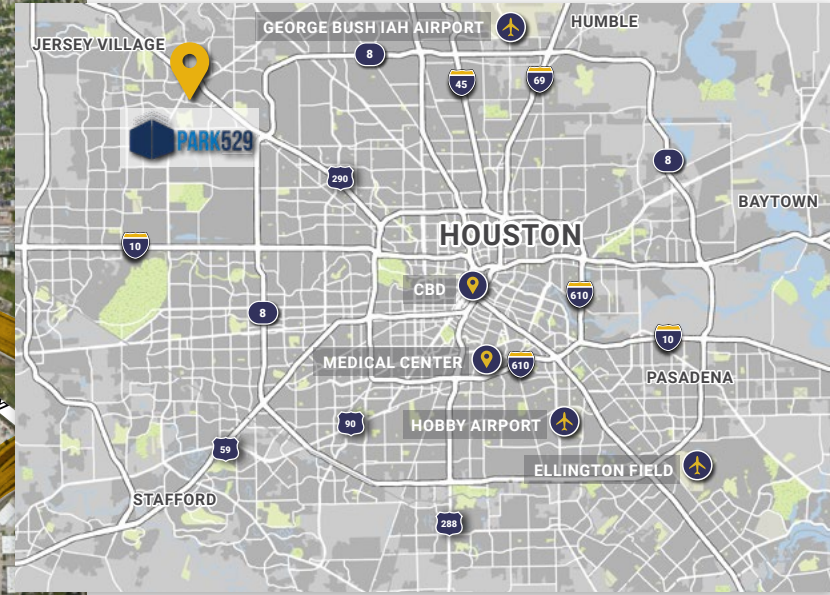 GEORGE BUSH IAH AIRPORT
HUMBLE
JERSEY VILLAGE
8
45
69
PARK529
8
290
BAYTOWN
HOUSTON
10
CBD
610
8
10
MEDICAL CENTER
610
PASADENA
90
HOBBY AIRPORT
59
ELLINGTON FIELD
STAFFORD
288